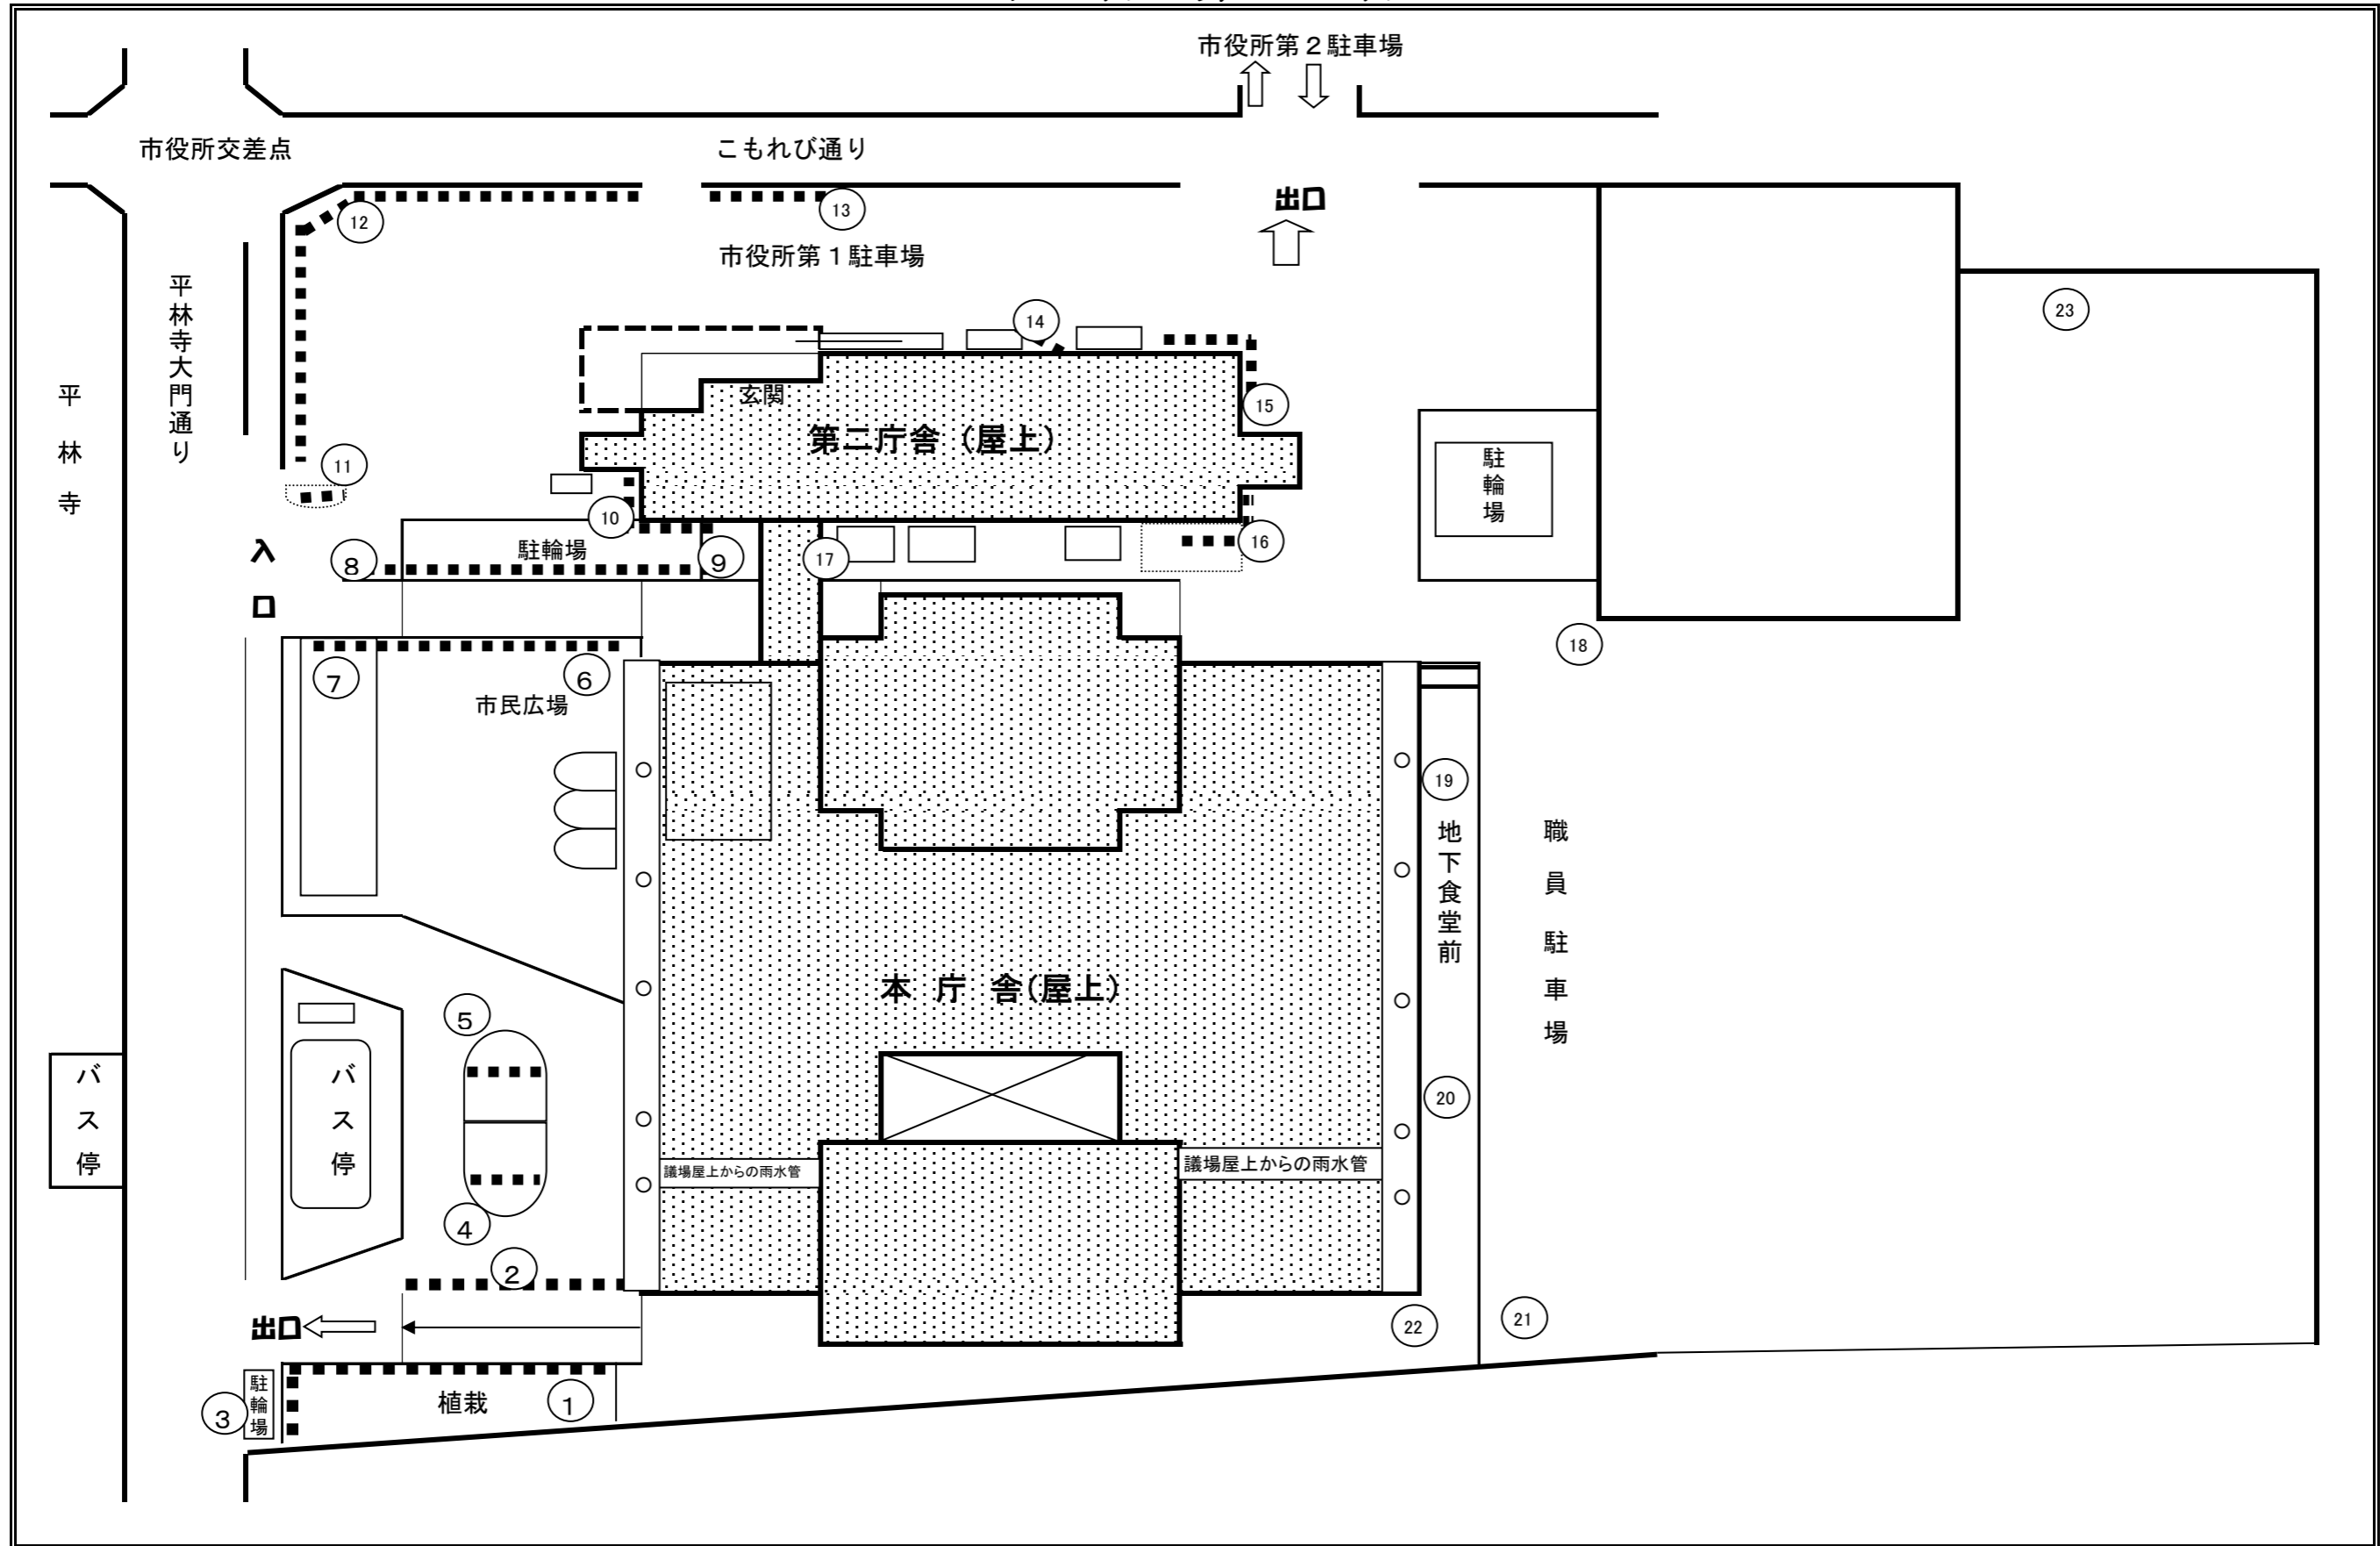 市役所第２駐車場
市役所交差点
こもれび通り
出口
12
13
市役所第１駐車場
平林寺大門通り
平林寺
14
23
玄関
15
第二庁舎（屋上）
11
駐輪場
10
入口
駐輪場
8
9
17
16
18
7
6
市民広場
19
地下食堂前
職員駐車場
本庁舎(屋上)
5
バス停
バス停
20
議場屋上からの雨水管
議場屋上からの雨水管
4
2
出口
22
21
駐輪場
3
植栽
1